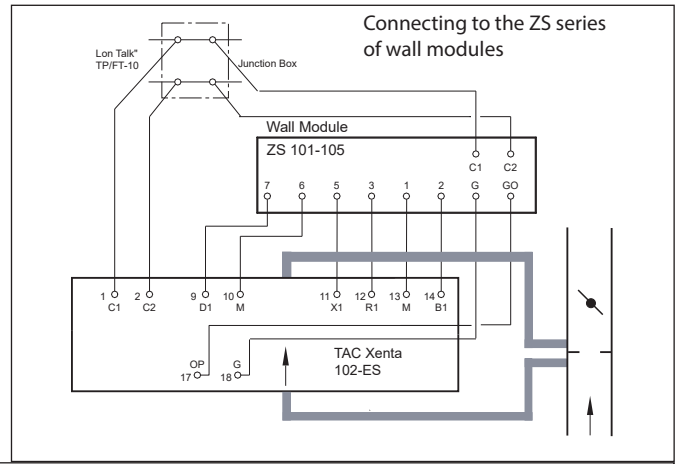 Connecting to the ZS series
of wall modules
Lon Talk"
TP/FT-10
Junction Box
Wall Module
ZS 101-105
C1 C2
7 6 5 3 1 2 G GO
1 2 9 10 11 12 13 14
C1 C2 D1 M X1 R1 M B1
TAC Xenta
102-ES
OP G
17 18